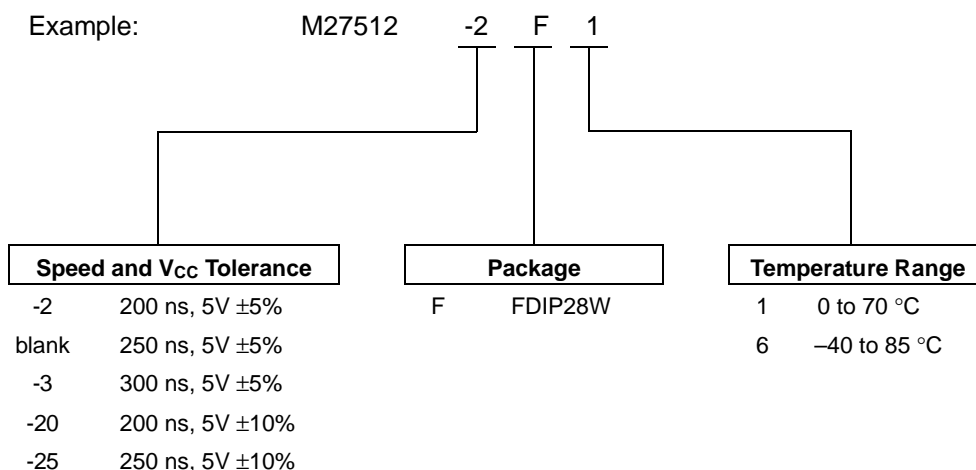 Example: M27512 -2 F 1
Speed and VCC Tolerance
-2 200 ns, 5V ±5%
blank 250 ns, 5V ±5%
-3 300 ns, 5V ±5%
-20 200 ns, 5V ±10%
-25 250 ns, 5V ±10%
Package
F FDIP28W
Temperature Range
1 0 to 70 °C
6 –40 to 85 °C